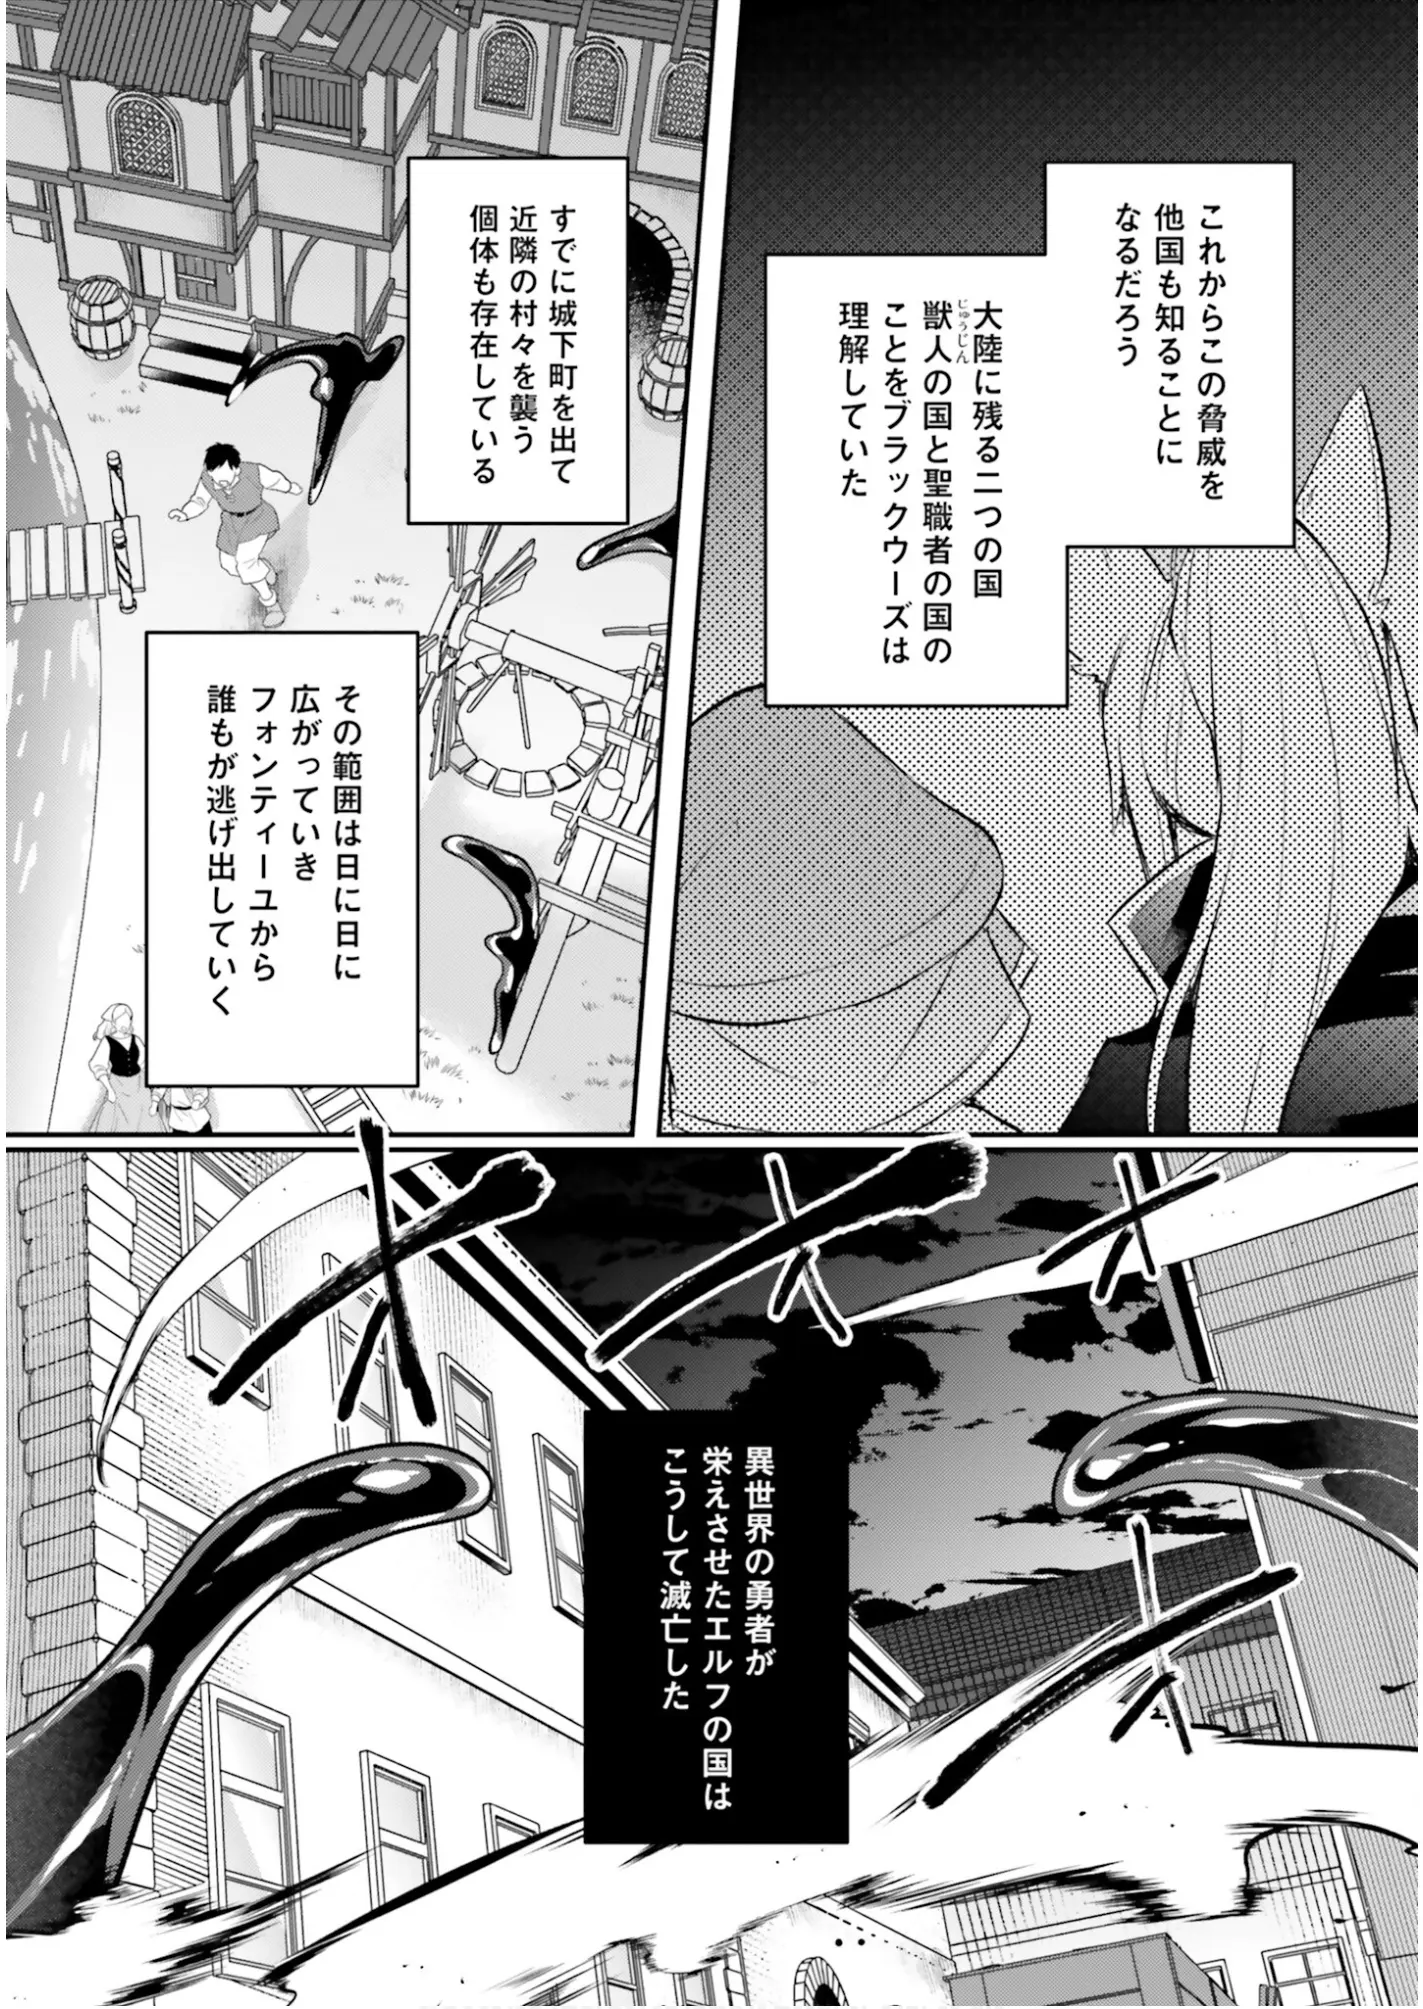 これからこの脅威を
他国も知ることに
なるだろう
大陸に残る二つの国
獣人の国と聖職者の国の
じゅうじん
ことをブラックウーズは
理解していた
すでに城下町を出て
近隣の村々を襲う
個体も存在している
その範囲は日に日に
広がっていき
フォンティーユから
誰もが逃げ出していく
異世界の勇者が
栄えさせたエルフの国は
こうして滅亡した